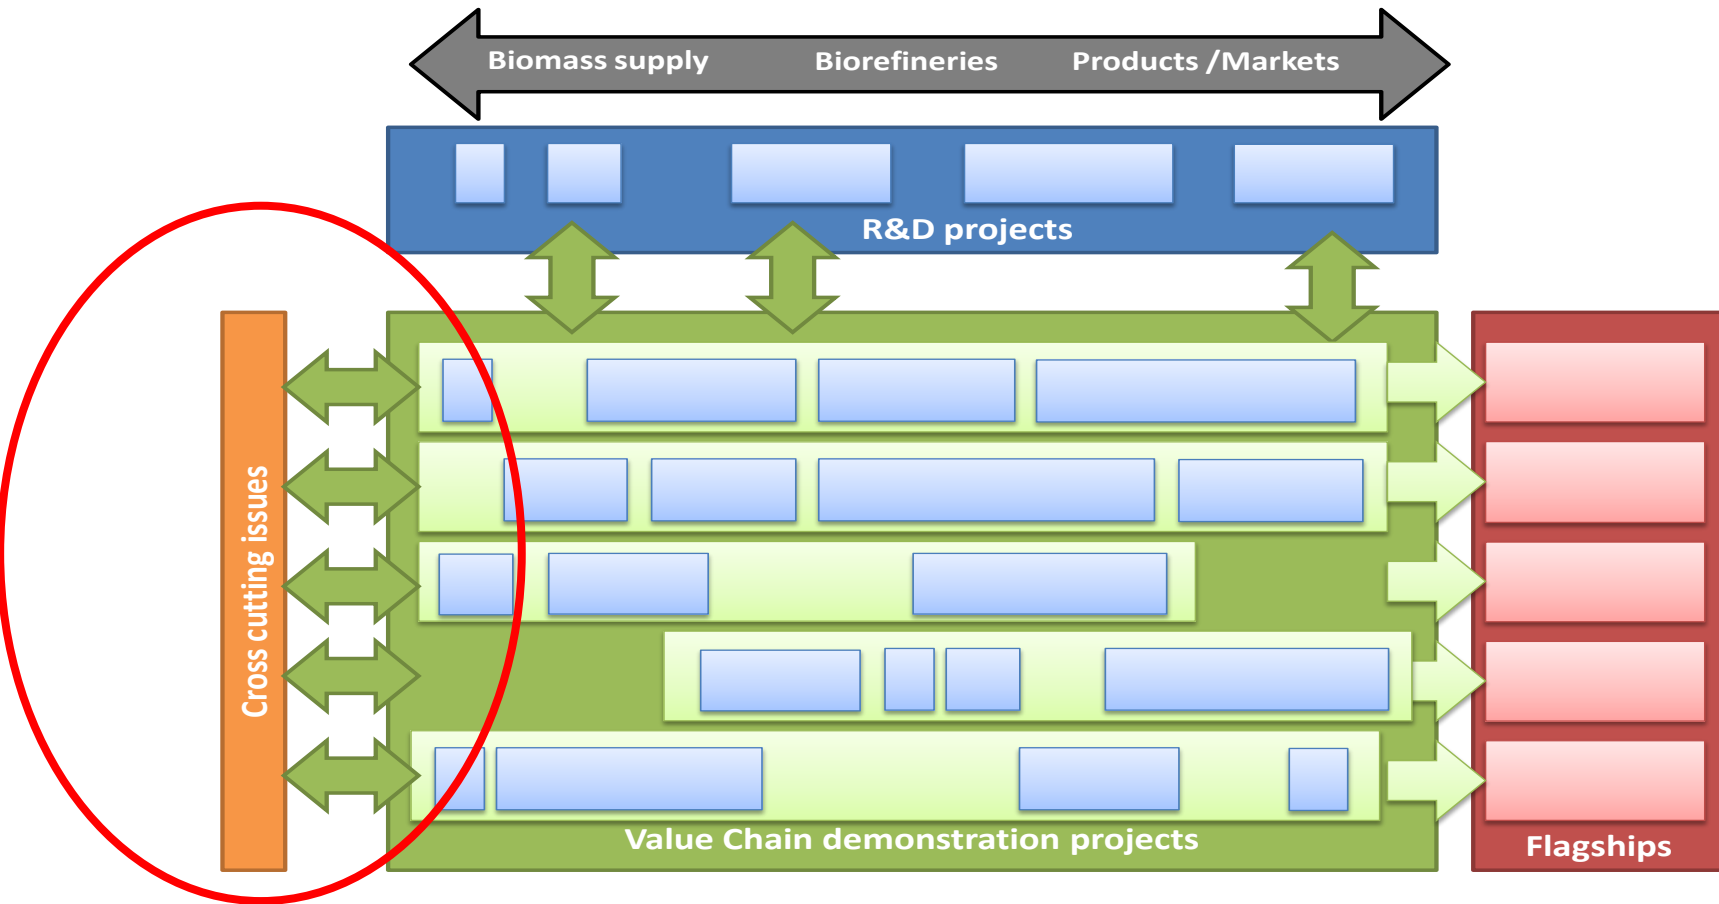 Biomass supply Biorefineries Products /Markets
R&D projects
Cross cutting issues
Value Chain demonstration projects
Flagships